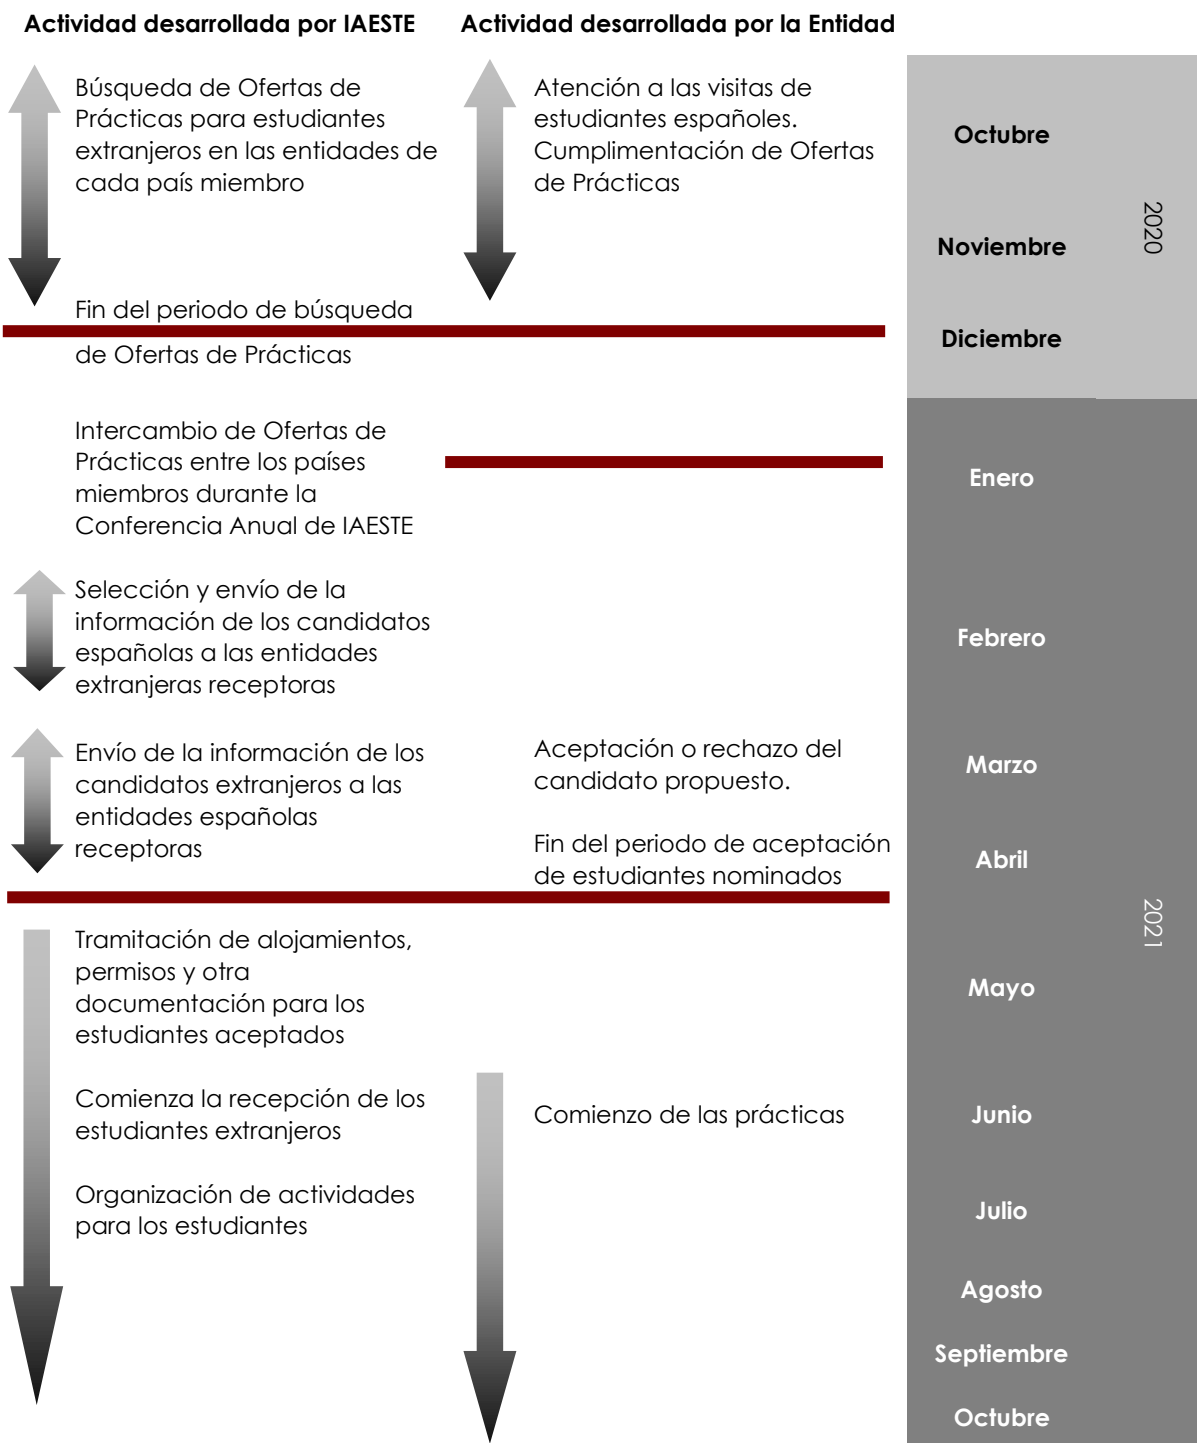 Actividad desarrollada por IAESTE
Actividad desarrollada por la Entidad
Búsqueda de Ofertas de
Prácticas para estudiantes
extranjeros en las entidades de
cada país miembro
Atención a las visitas de
estudiantes españoles.
Cumplimentación de Ofertas
de Prácticas
Octubre
Noviembre
2020
Fin del periodo de búsqueda
de Ofertas de Prácticas
Diciembre
Intercambio de Ofertas de
Prácticas entre los países
miembros durante la
Conferencia Anual de IAESTE
Enero
Selección y envío de la
información de los candidatos
españolas a las entidades
extranjeras receptoras
Febrero
Envío de la información de los
candidatos extranjeros a las
entidades españolas
receptoras
Aceptación o rechazo del
candidato propuesto.
Fin del periodo de aceptación
de estudiantes nominados
Marzo
Abril
2021
Tramitación de alojamientos,
permisos y otra
documentación para los
estudiantes aceptados
Mayo
Comienza la recepción de los
estudiantes extranjeros
Comienzo de las prácticas
Junio
Organización de actividades
para los estudiantes
Julio
Agosto
Septiembre
Octubre